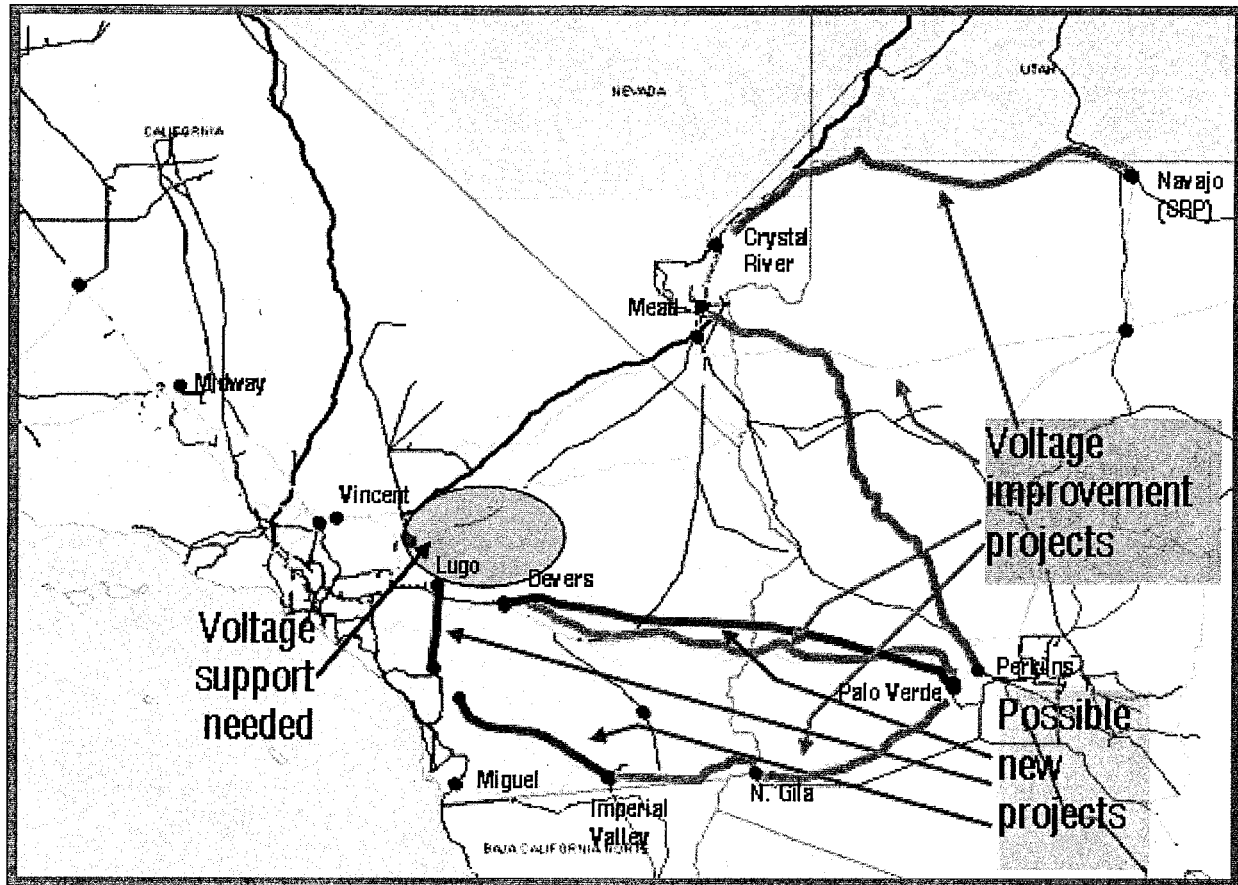 NEVADA
UTAH
CALIFORNIA
Navajo
(SRP)
Crystal
River
Mead
Midway
Voltage
improvement
projects
Vincent
Lugo
Devers
Voltage
support
needed
Perkins
Palo Verde
Possible
new
projects
Miguel
Imperial
Valley
N. Gila
BAJA CALIFORNIA NORTE